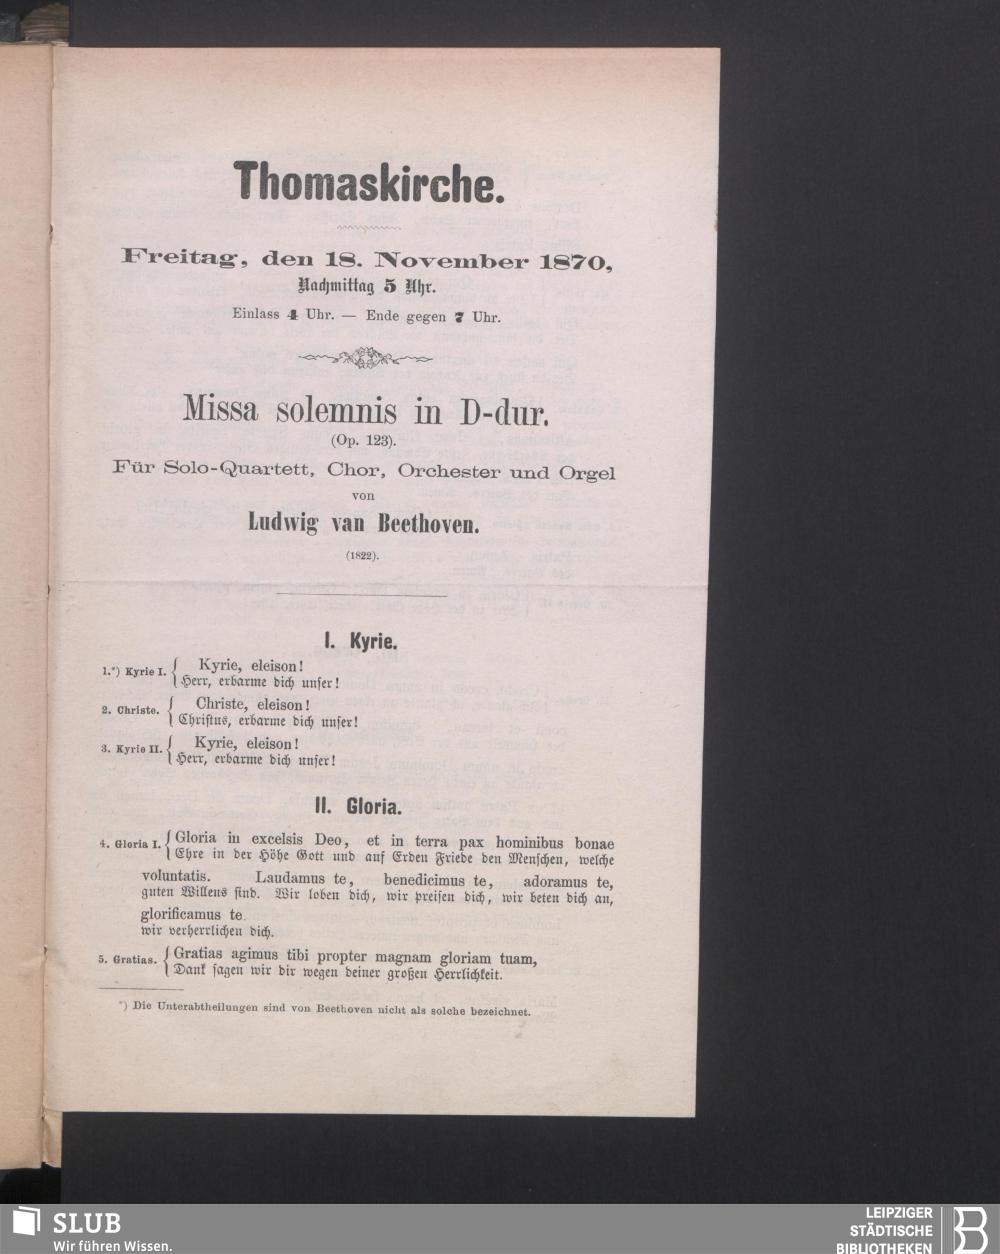 Thomaskirche.
Freitag, den 18. November 1870,
Nachmittag 5 Uhr.
Einlass 4 Uhr. — Ende gegen 7 Uhr.
Missa solemnis in D-dur.
(Op. 123).
Für Solo-Quartett, Chor, Orchester und Orgel
von
Ludwig van Beethoven.
(1822).
I. Kyrie.
1.*) Kyrie I. { Kyrie, eleison!
Herr, erbarme dich unser!
2. Christe. { Christe, eleison!
Christus, erbarme dich unser!
3. Kyrie II. { Kyrie, eleison!
Herr, erbarme dich unser!
II. Gloria.
4. Gloria I. { Gloria in excelsis Deo, et in terra pax hominibus bonae
Ehre in der Höhe Gott und auf Erden Friede den Menschen, welche
voluntatis. Laudamus te, benedicimus te, adoramus te,
guten Willens sind. Wir loben dich, wir preisen dich, wir beten dich an,
glorificamus te.
wir verherrlichen dich.
5. Gratias. { Gratias agimus tibi propter magnam gloriam tuam,
Dank sagen wir dir wegen deiner großen Herrlichkeit.
*) Die Unterabtheilungen sind von Beethoven nicht als solche bezeichnet.
SLUB
Wir führen Wissen.
LEIPZIGER
STÄDTISCHE
BIBLIOTHEKEN